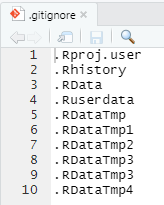 .gitignore
1 .Rproj.user
2 .Rhistory
3 .RData
4 .Ruserdata
5 .RDataTmp
6 .RDataTmp1
7 .RDataTmp2
8 .RDataTmp3
9 .RDataTmp3
10 .RDataTmp4